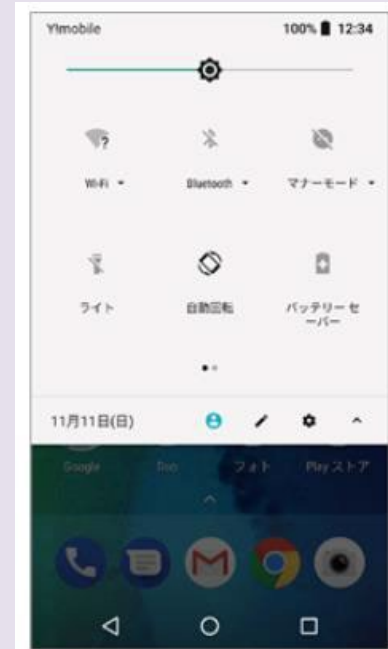 Y!mobile 100% 12:34
Wi-Fi Bluetooth マナーモード
ライト 自動回転 バッテリー セ
ーバー
11月11日(日)
Google Duo フォト Play ストア